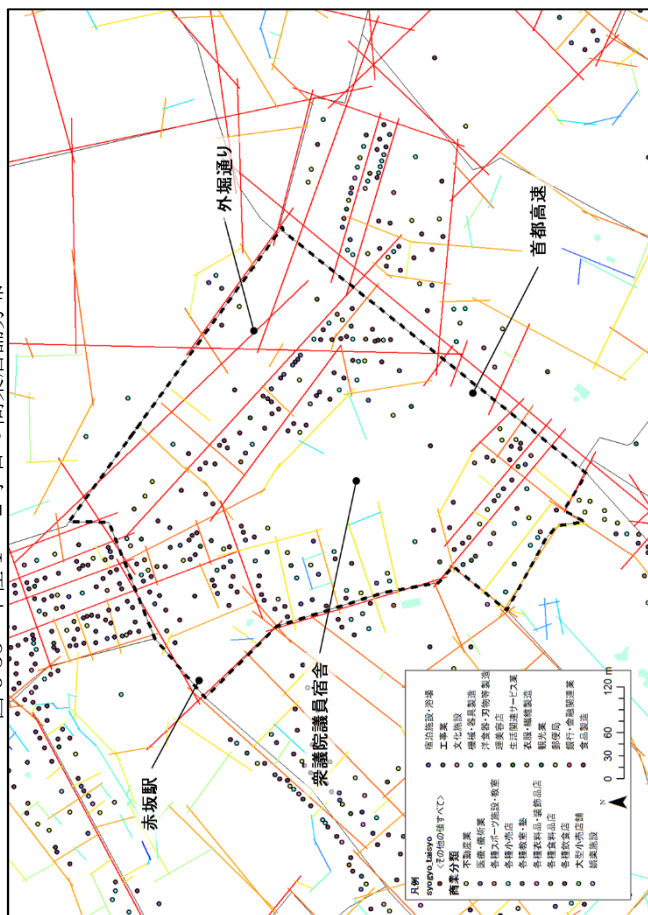 外堀通り
首都高速
赤坂駅
衆議院議員宿舎
凡例
syogyo_taisyo
<その他の値すべて>
商業分類
不動産業
医療・療術業
各種スポーツ施設・教室
各種小売店
各種教室・塾
各種衣料品・装飾品店
各種食料品店
各種飲食店
大型小売店舗
娯楽施設
宿泊施設・浴場
工事業
文化施設
機械・器具製造
洋食器・刃物等製造
理美容店
生活関連サービス業
衣服・繊維製造
観光業
郵便局
銀行・金融関連業
食品製造
N
0 30 60 120 m